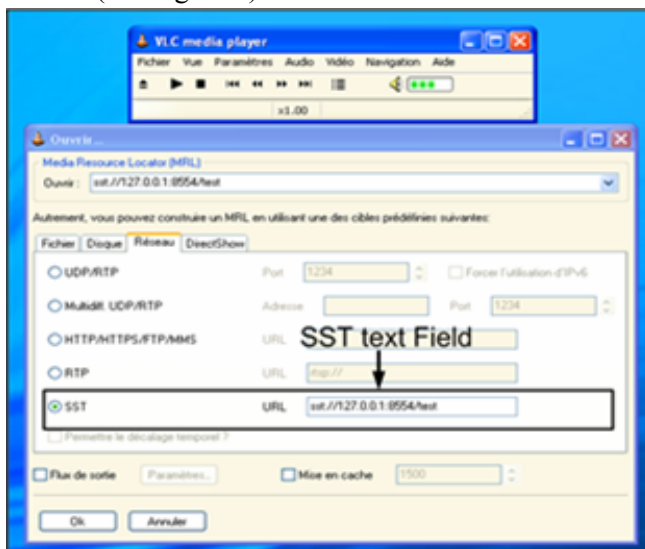 VLC media player
Fichier Vue Paramètres Audio Vidéo Navigation Aide
x1.00
Ouvrir...
Media Resource Locator (MRL)
Ouvrir : sst://127.0.0.1:8554/test
Autrement, vous pouvez construire un MRL en utilisant une des cibles prédéfinies suivantes:
Fichier Disque Réseau DirectShow
UDP/RTP Port 1234 Forcer l'utilisation d'IPv6
Multidiff. UDP/RTP Adresse Port 1234
HTTP/HTTPS/FTP/MMS URL SST text Field
RTP URL rtsp://
SST URL sst://127.0.0.1:8554/test
Permettre le décalage temporel ?
Flux de sortie Paramètres... Mise en cache 1500
Ok Annuler